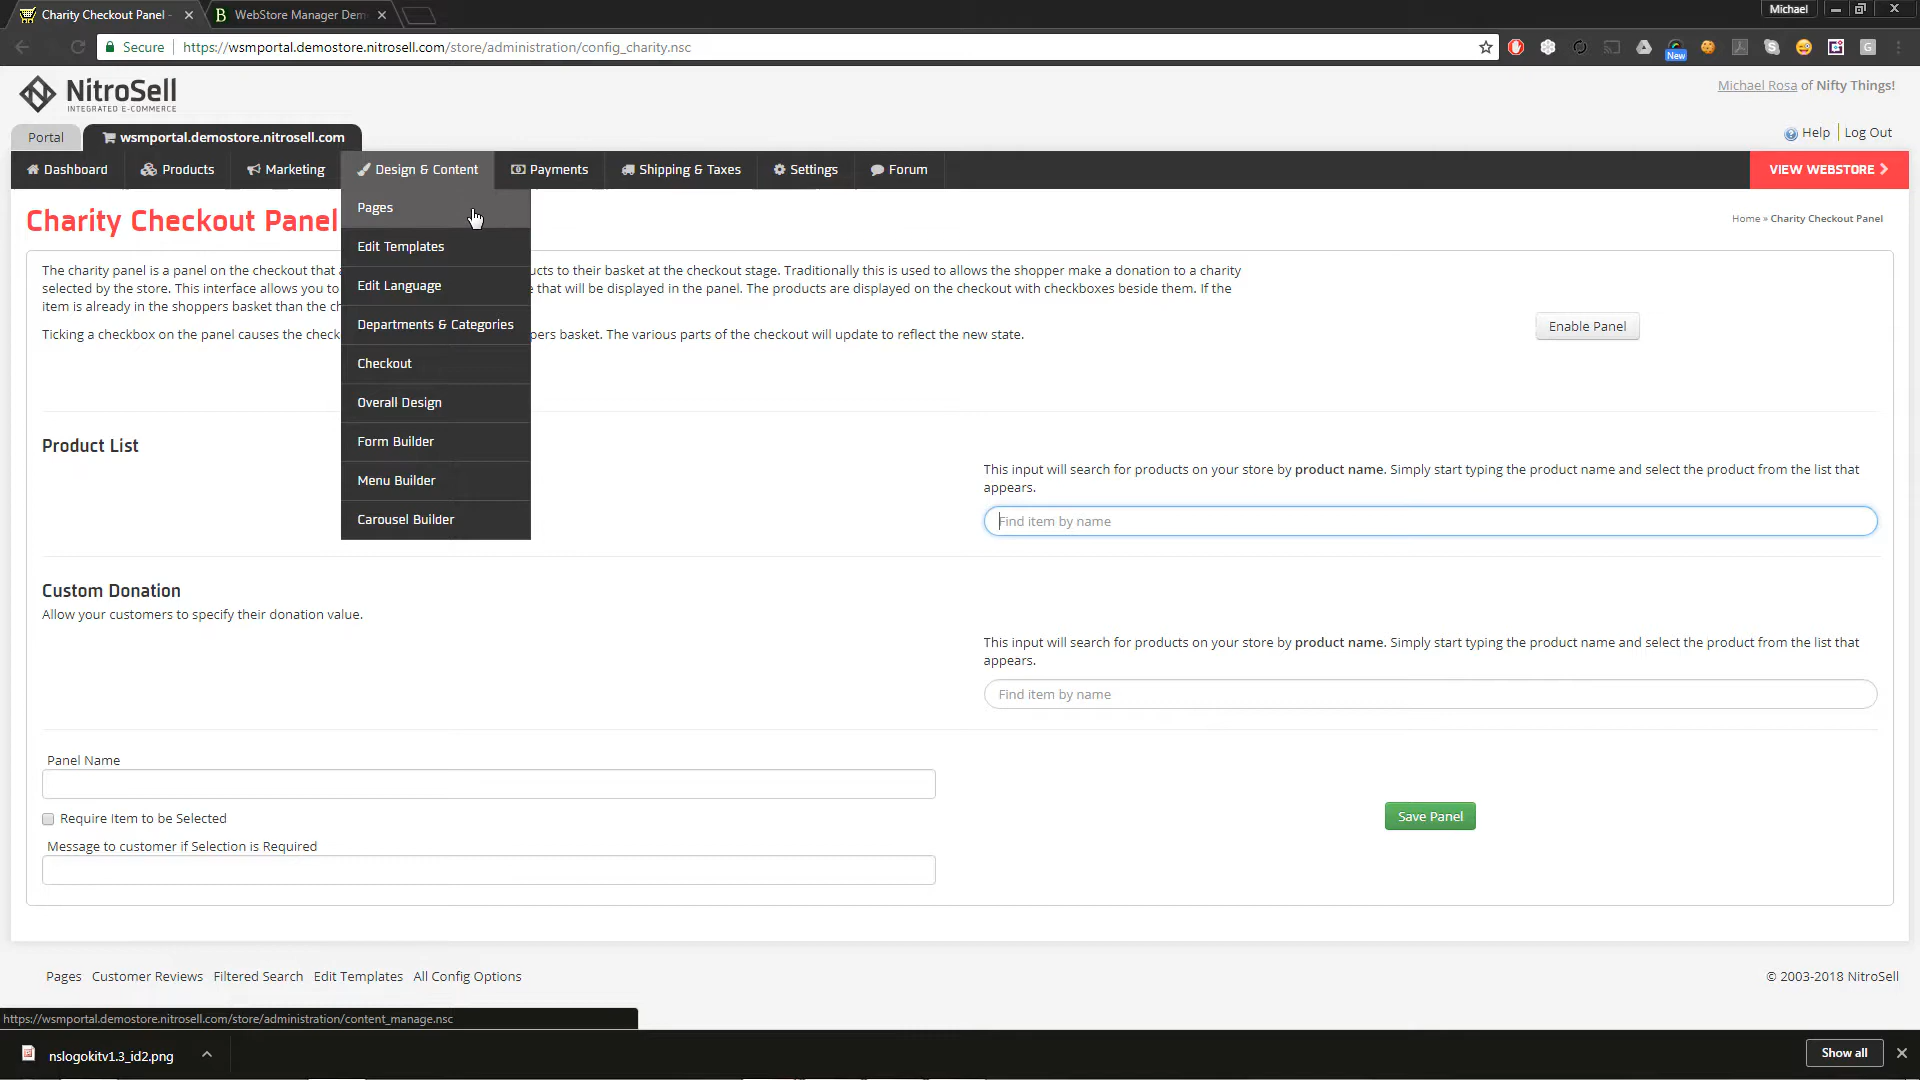 Charity Checkout Panel -
WebStore Manager Dem
Michael
Secure
https://wsmportal.demostore.nitrosell.com/store/administration/config_charity.nsc
New
NitroSell
INTEGRATED E-COMMERCE
Michael Rosa of Nifty Things!
Portal
wsmportal.demostore.nitrosell.com
Help
Log Out
Dashboard
Products
Marketing
Design & Content
Payments
Shipping & Taxes
Settings
Forum
VIEW WEBSTORE
Pages
Edit Templates
Edit Language
Departments & Categories
Checkout
Overall Design
Form Builder
Menu Builder
Carousel Builder
Charity Checkout Panel
Home » Charity Checkout Panel
The charity panel is a panel on the checkout that a ucts to their basket at the checkout stage. Traditionally this is used to allows the shopper make a donation to a charity
selected by the store. This interface allows you to e that will be displayed in the panel. The products are displayed on the checkout with checkboxes beside them. If the
item is already in the shoppers basket than the ch
Ticking a checkbox on the panel causes the check pers basket. The various parts of the checkout will update to reflect the new state.
Enable Panel
Product List
This input will search for products on your store by product name. Simply start typing the product name and select the product from the list that
appears.
Find item by name
Custom Donation
Allow your customers to specify their donation value.
This input will search for products on your store by product name. Simply start typing the product name and select the product from the list that
appears.
Find item by name
Panel Name
Require Item to be Selected
Message to customer if Selection is Required
Save Panel
Pages
Customer Reviews
Filtered Search
Edit Templates
All Config Options
© 2003-2018 NitroSell
https://wsmportal.demostore.nitrosell.com/store/administration/content_manage.nsc
nslogokitv1.3_id2.png
Show all